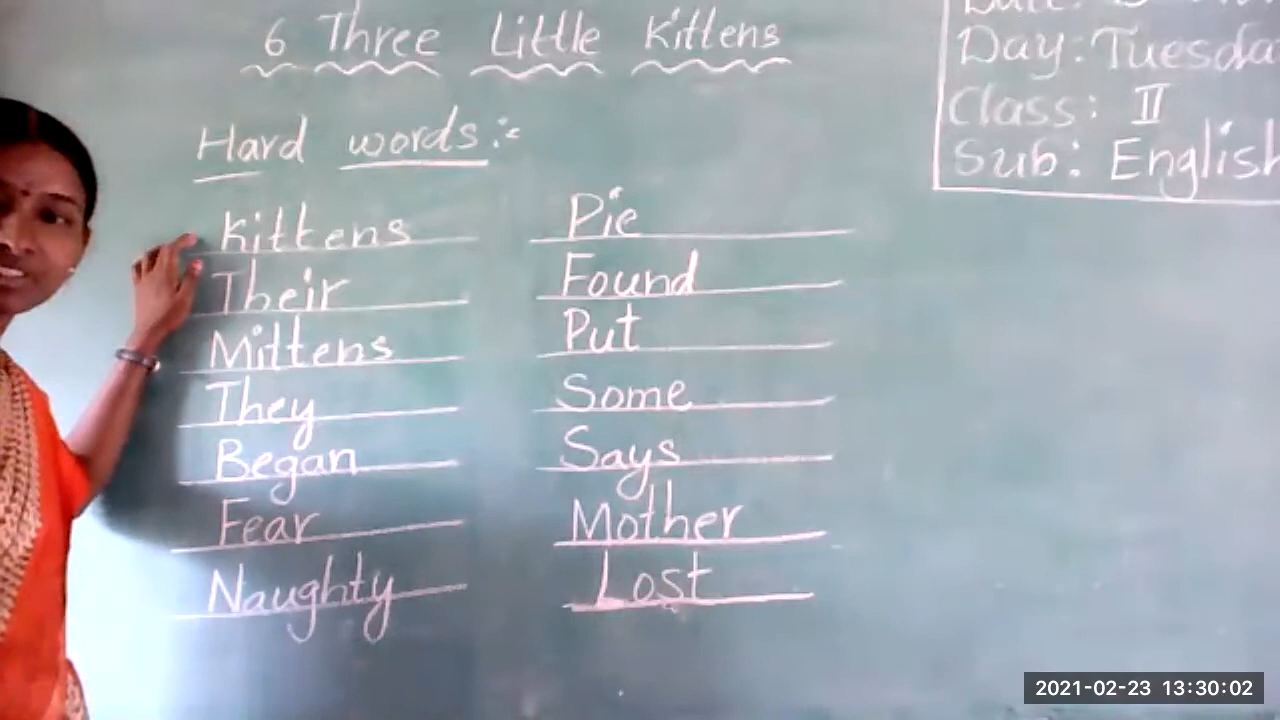 6 Three Little Kittens
Hard words:-
Kittens
Their
Mittens
They
Began
Fear
Naughty
Pie
Found
Put
Some
Says
Mother
Lost
Day: Tuesda
Class: II
Sub: English
2021-02-23 13:30:02